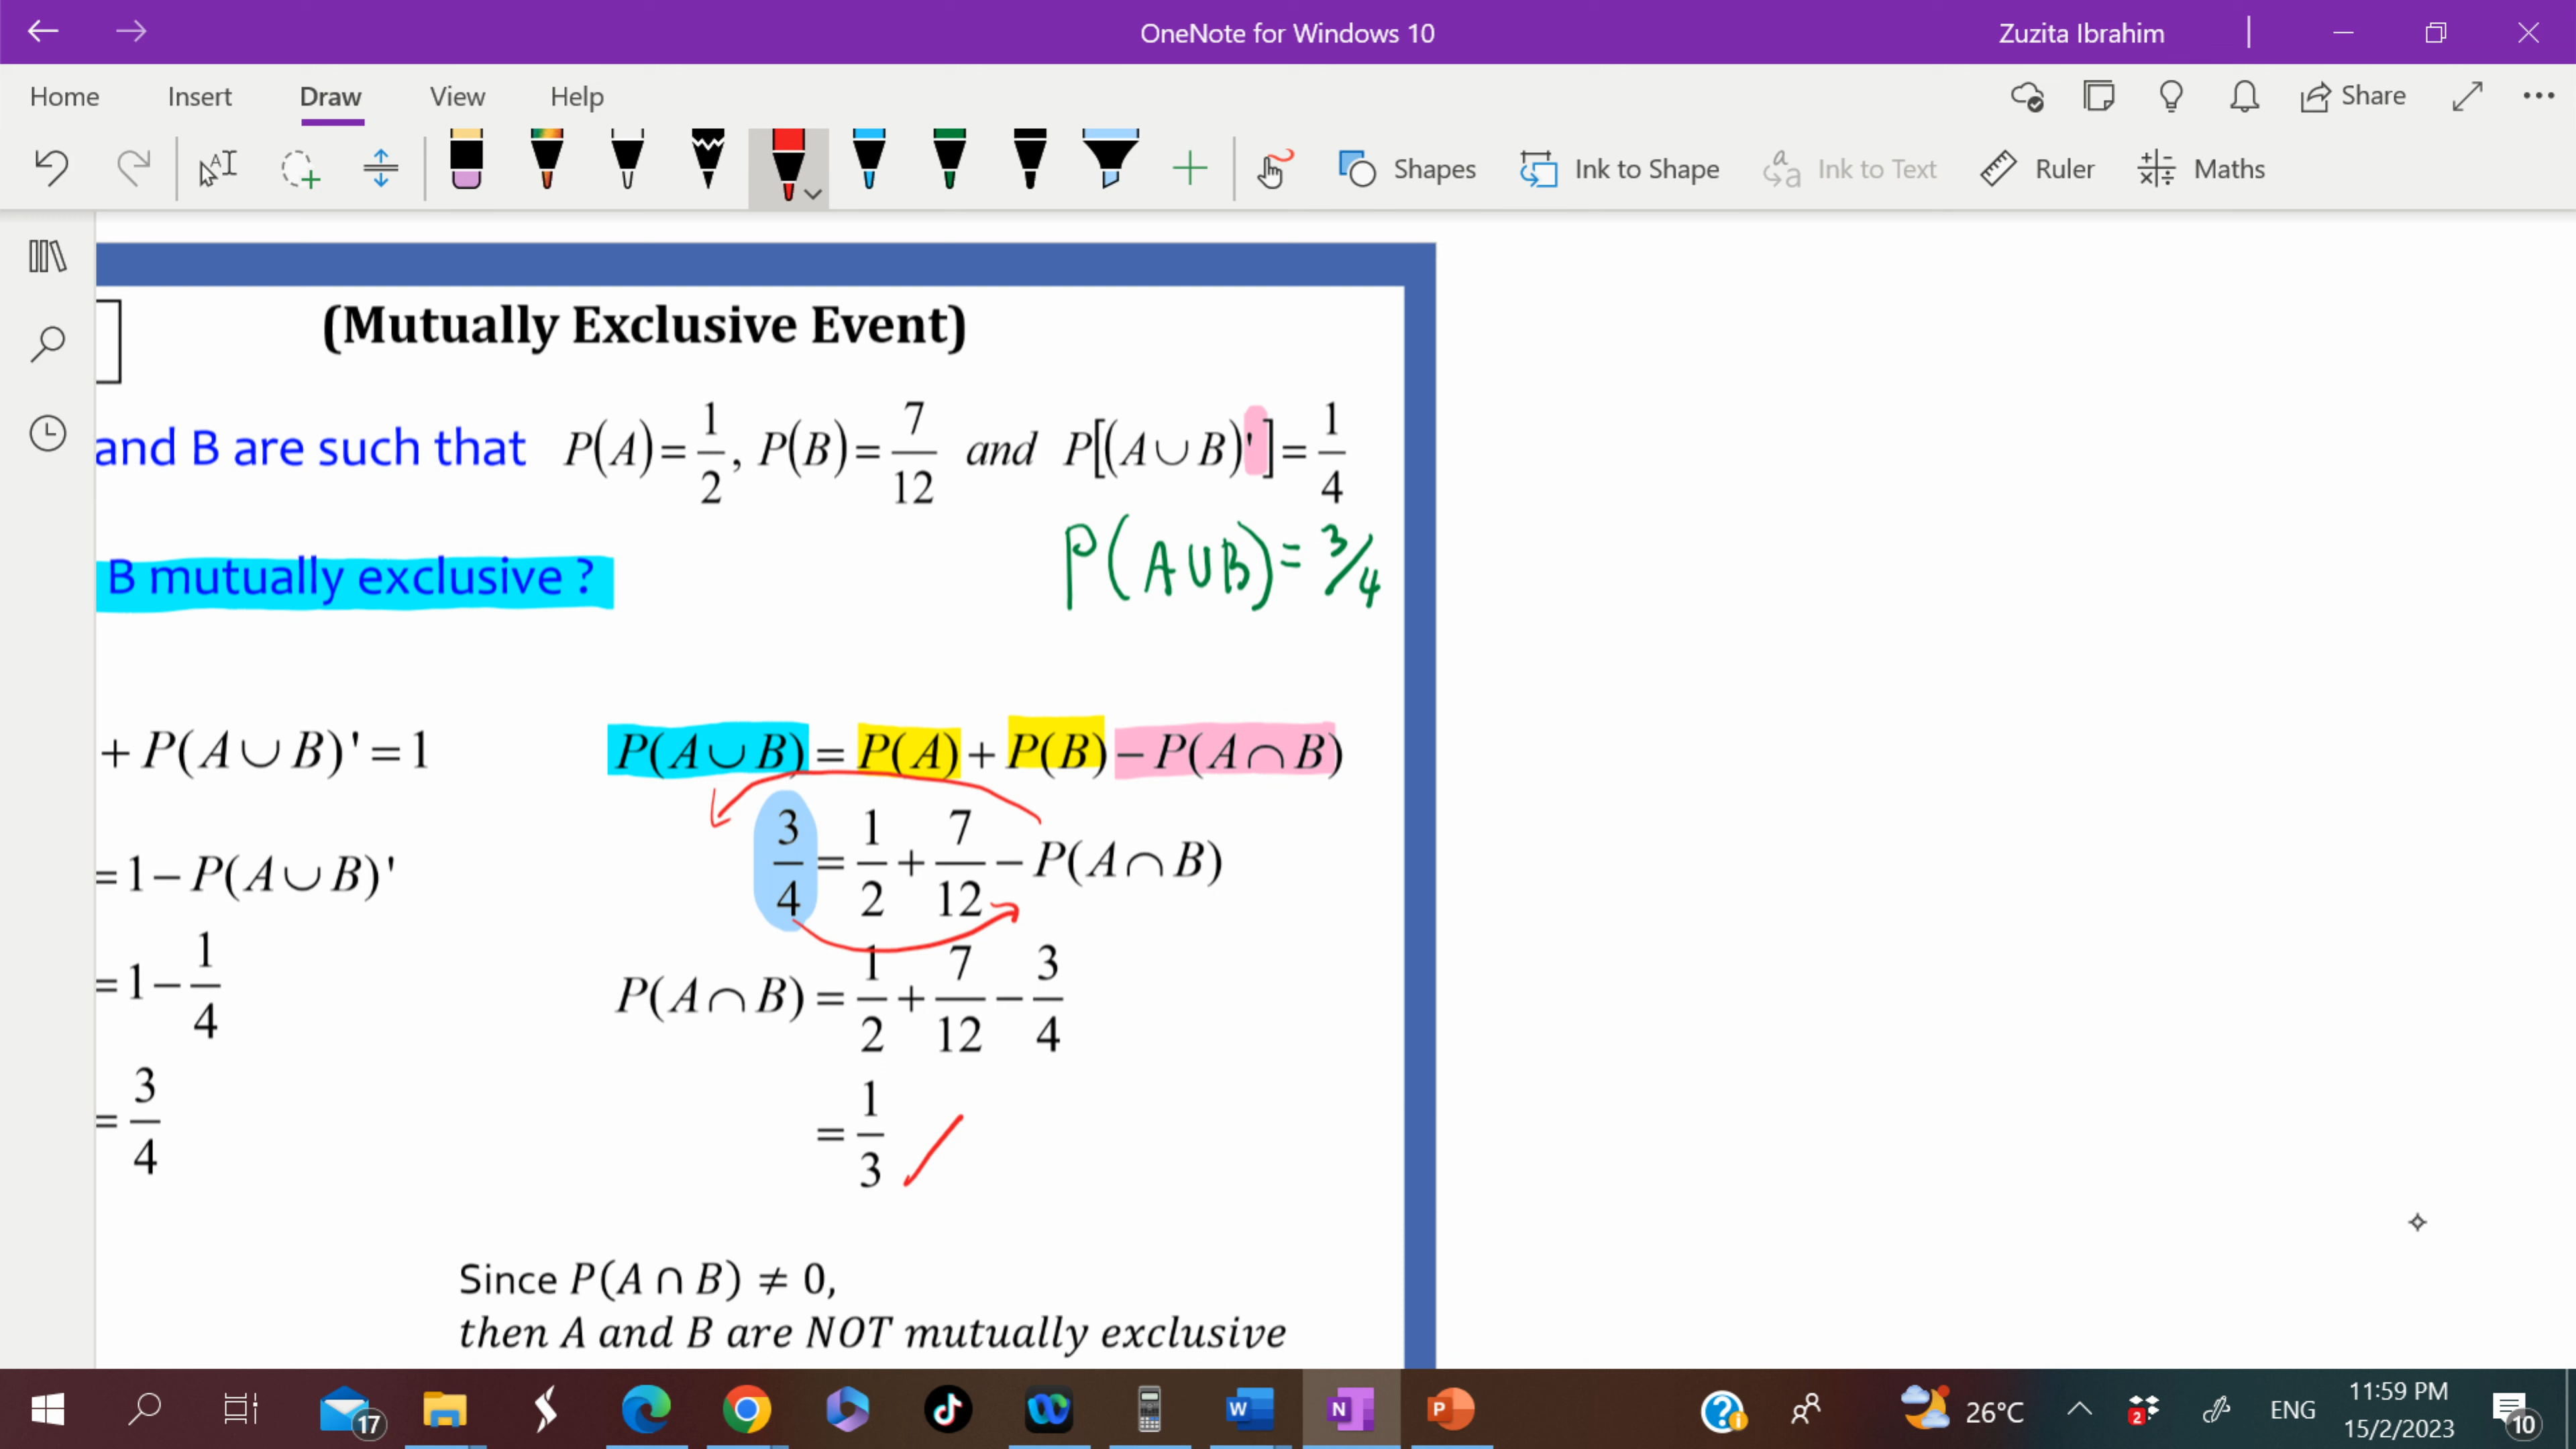 OneNote for Windows 10
Zuzita Ibrahim
Home Insert Draw View Help Share
Shapes Ink to Shape Ink to Text Ruler Maths
(Mutually Exclusive Event)
and B are such that P(A)=1/2, P(B)=7/12 and P[(A∪B)']=1/4
P(A∪B)=3/4
B mutually exclusive ?
+P(A∪B)'=1
P(A∪B)=P(A)+P(B)−P(A∩B)
=1−P(A∪B)'
3/4=1/2+7/12−P(A∩B)
=1−1/4
P(A∩B)=1/2+7/12−3/4
=3/4
=1/3
Since P(A∩B) ≠ 0,
then A and B are NOT mutually exclusive
17
26°C
2
ENG
11:59 PM
15/2/2023
10